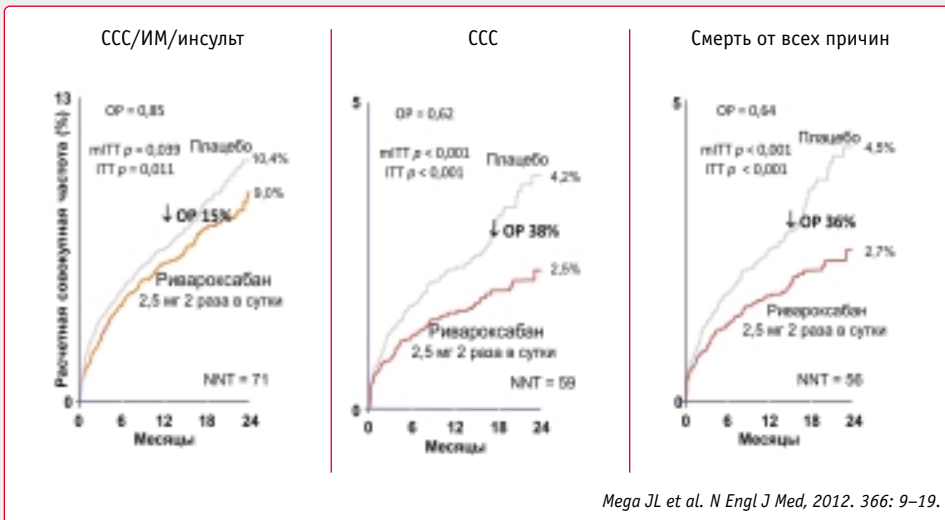 ССС/ИМ/инсульт
ССС
Смерть от всех причин
Расчетная совокупная частота (%)
13
ОР = 0,85
mITT p = 0,039
ITT p = 0,011
Плацебо
10,4%
9,0%
↓ ОР 15%
Ривароксабан
2,5 мг 2 раза в сутки
NNT = 71
0
0 6 12 18 24
Месяцы
5
ОР = 0,62
mITT p < 0,001
ITT p < 0,001
Плацебо
4,2%
↓ ОР 38%
2,5%
Ривароксабан
2,5 мг 2 раза в сутки
NNT = 59
0
0 6 12 18 24
Месяцы
5
ОР = 0,64
mITT p < 0,001
ITT p < 0,001
Плацебо
4,5%
↓ ОР 36%
2,7%
Ривароксабан
2,5 мг 2 раза в сутки
NNT = 56
0
0 6 12 18 24
Месяцы
Mega JL et al. N Engl J Med, 2012. 366: 9–19.